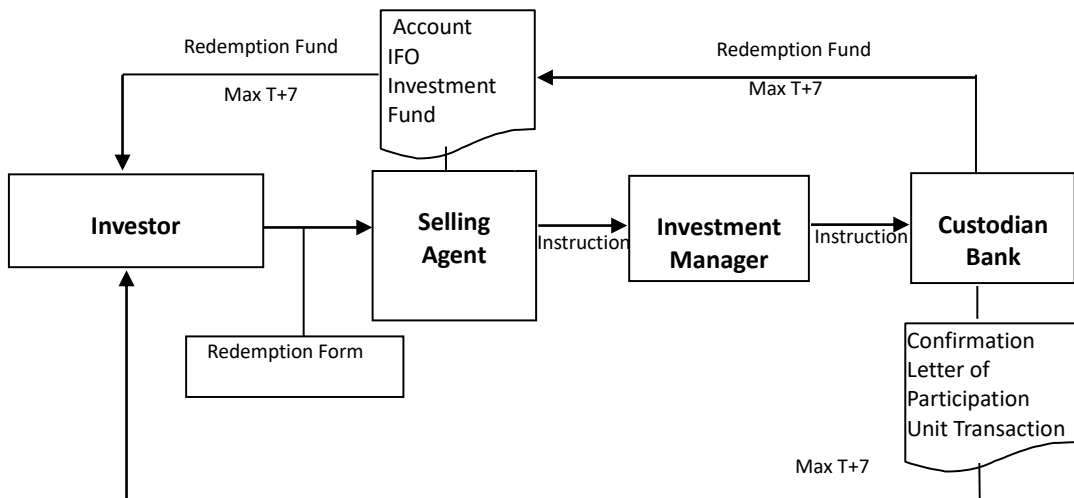 Redemption Fund
Max T+7
Account
IFO
Investment
Fund
Redemption Fund
Max T+7
Investor
Selling
Agent
Instruction
Investment
Manager
Instruction
Custodian
Bank
Redemption Form
Confirmation
Letter of
Participation
Unit Transaction
Max T+7